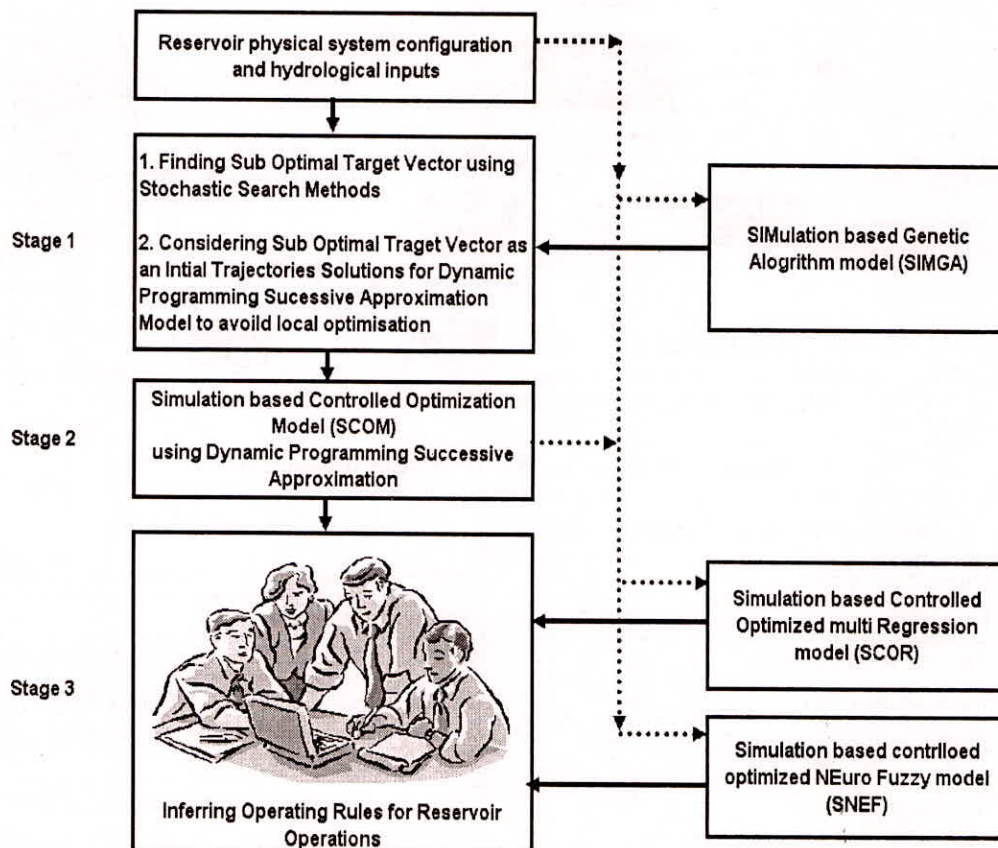 Reservoir physical system configuration
and hydrological inputs
Stage 1
1. Finding Sub Optimal Target Vector using
Stochastic Search Methods
2. Considering Sub Optimal Traget Vector as
an Intial Trajectories Solutions for Dynamic
Programming Sucessive Approximation
Model to avoild local optimisation
SIMulation based Genetic
Alogrithm model (SIMGA)
Stage 2
Simulation based Controlled Optimization
Model (SCOM)
using Dynamic Programming Successive
Approximation
Stage 3
Inferring Operating Rules for Reservoir
Operations
Simulation based Controlled
Optimized multi Regression
model (SCOR)
Simulation based contrlloed
optimized NEuro Fuzzy model
(SNEF)